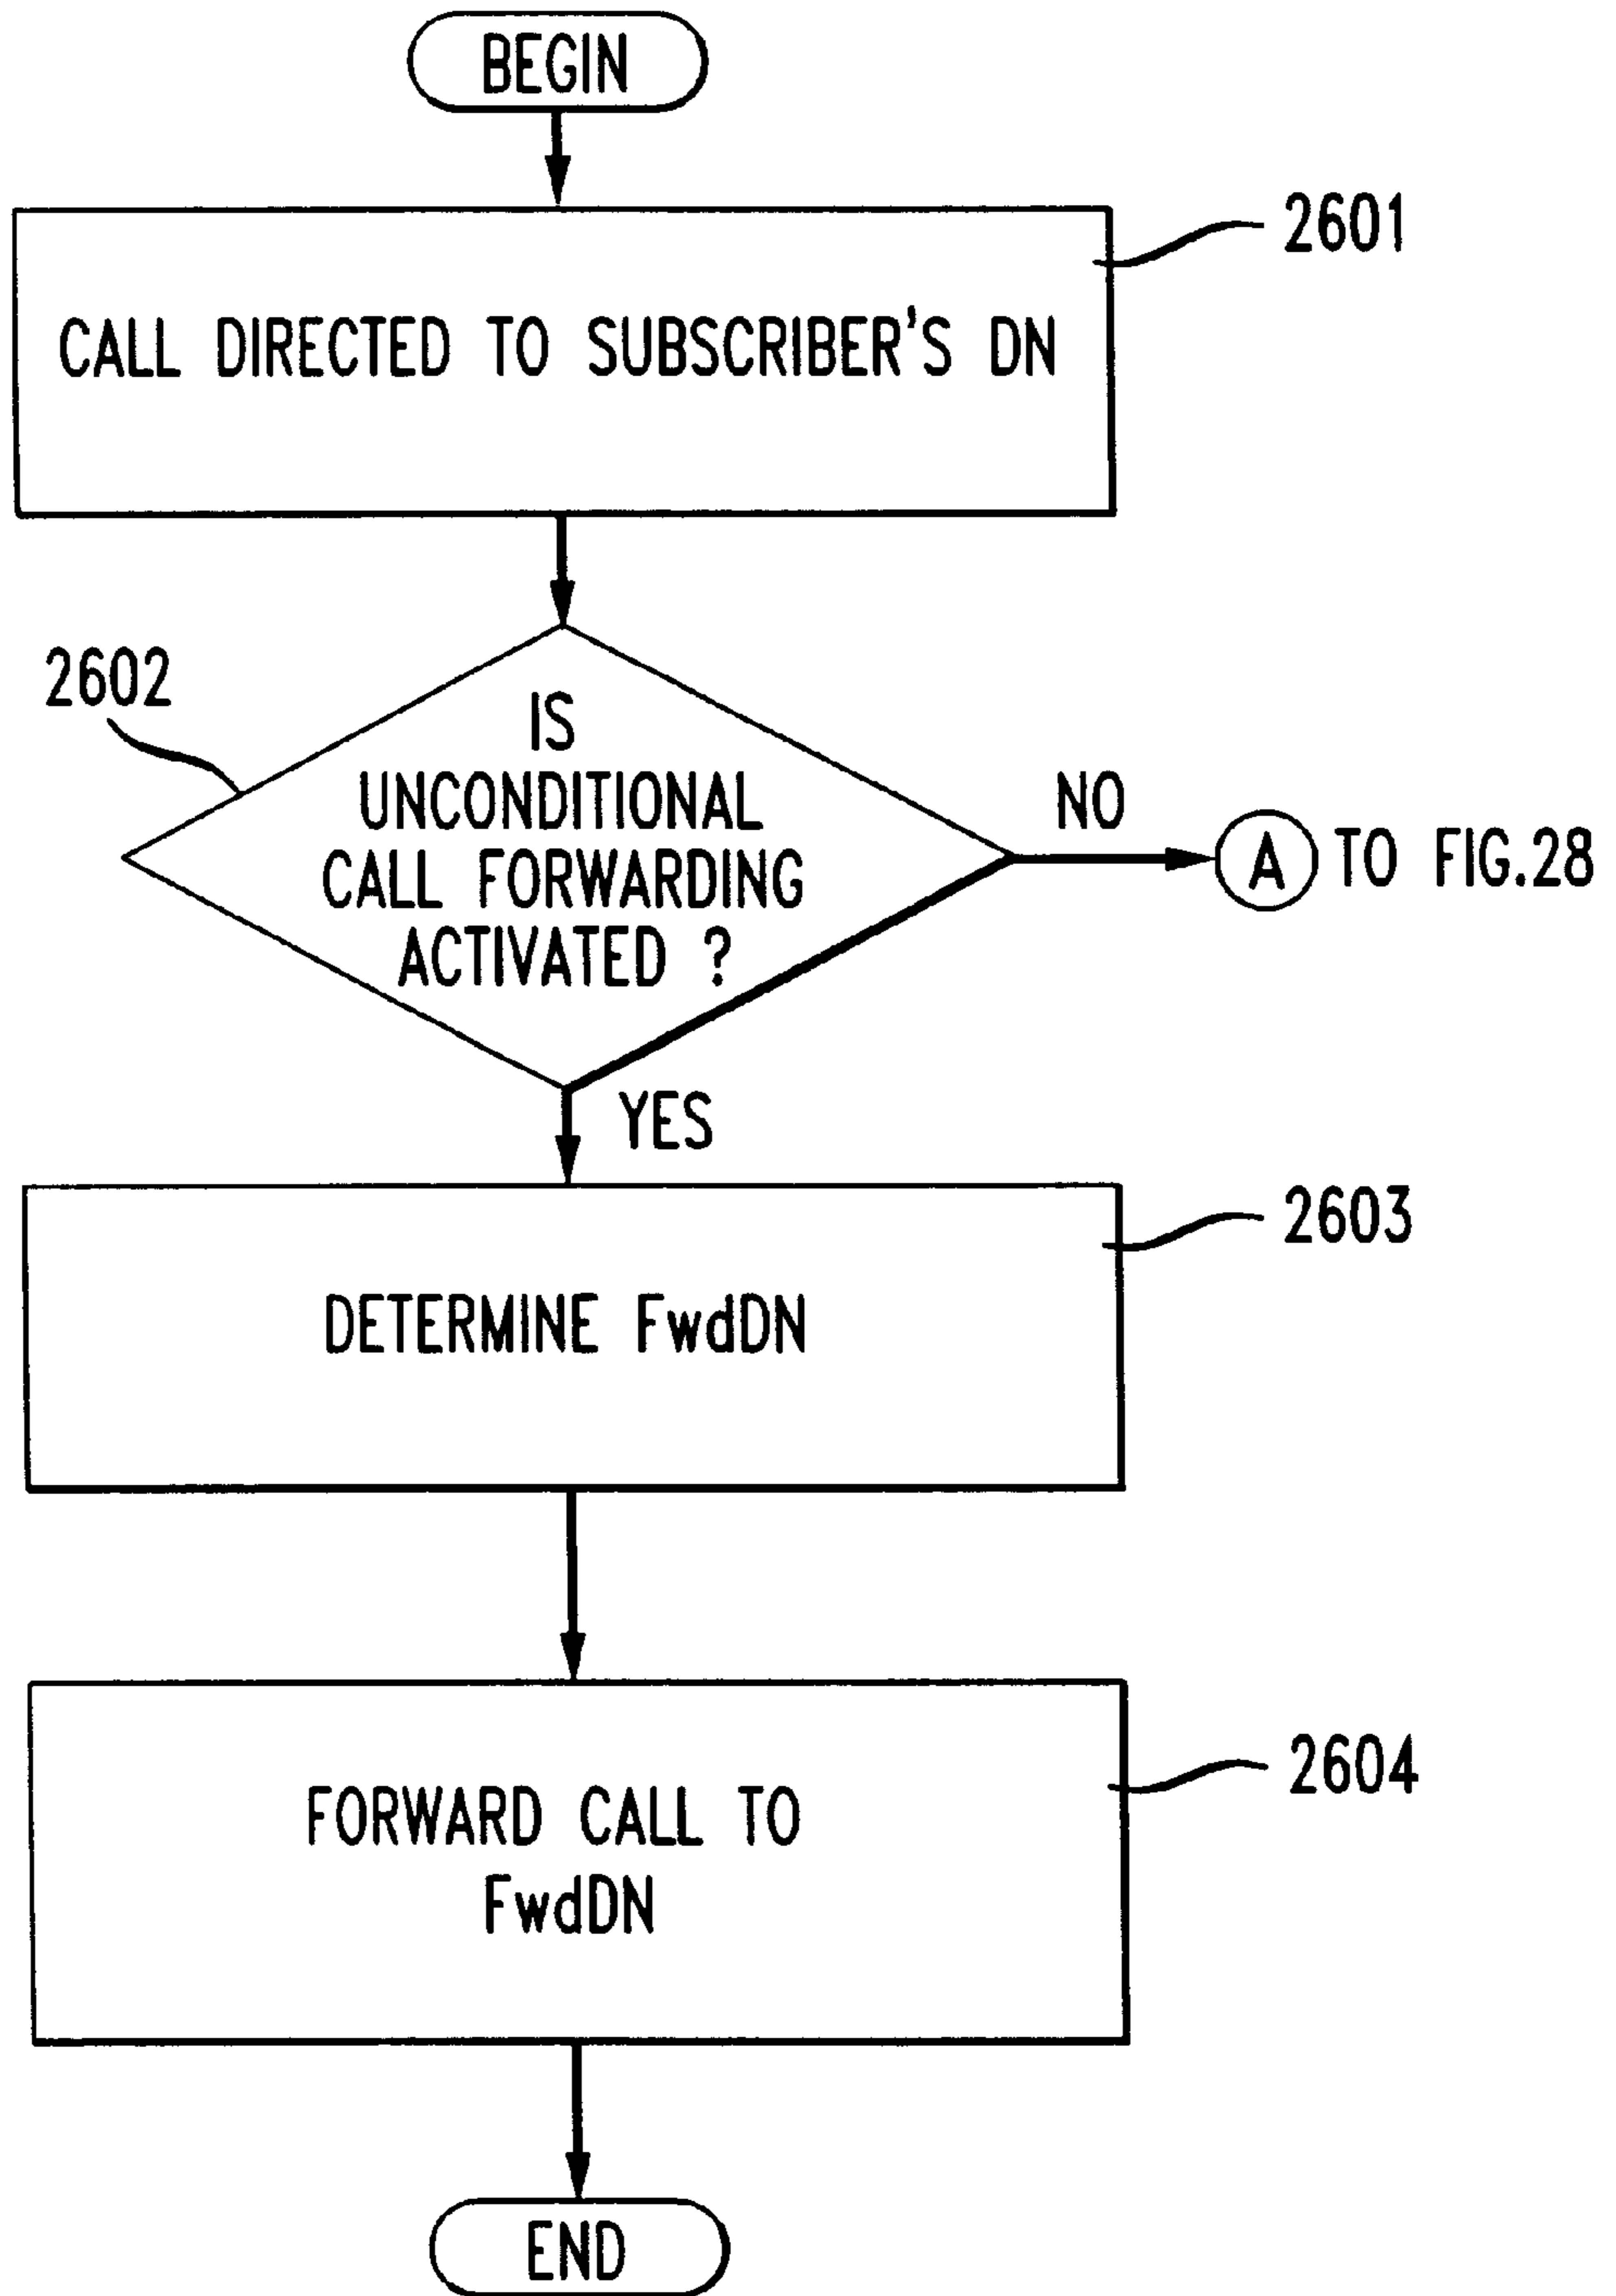 BEGIN
2601
CALL DIRECTED TO SUBSCRIBER'S DN
2602
IS
UNCONDITIONAL
CALL FORWARDING
ACTIVATED ?
NO
A TO FIG.28
YES
2603
DETERMINE FwdDN
2604
FORWARD CALL TO
FwdDN
END